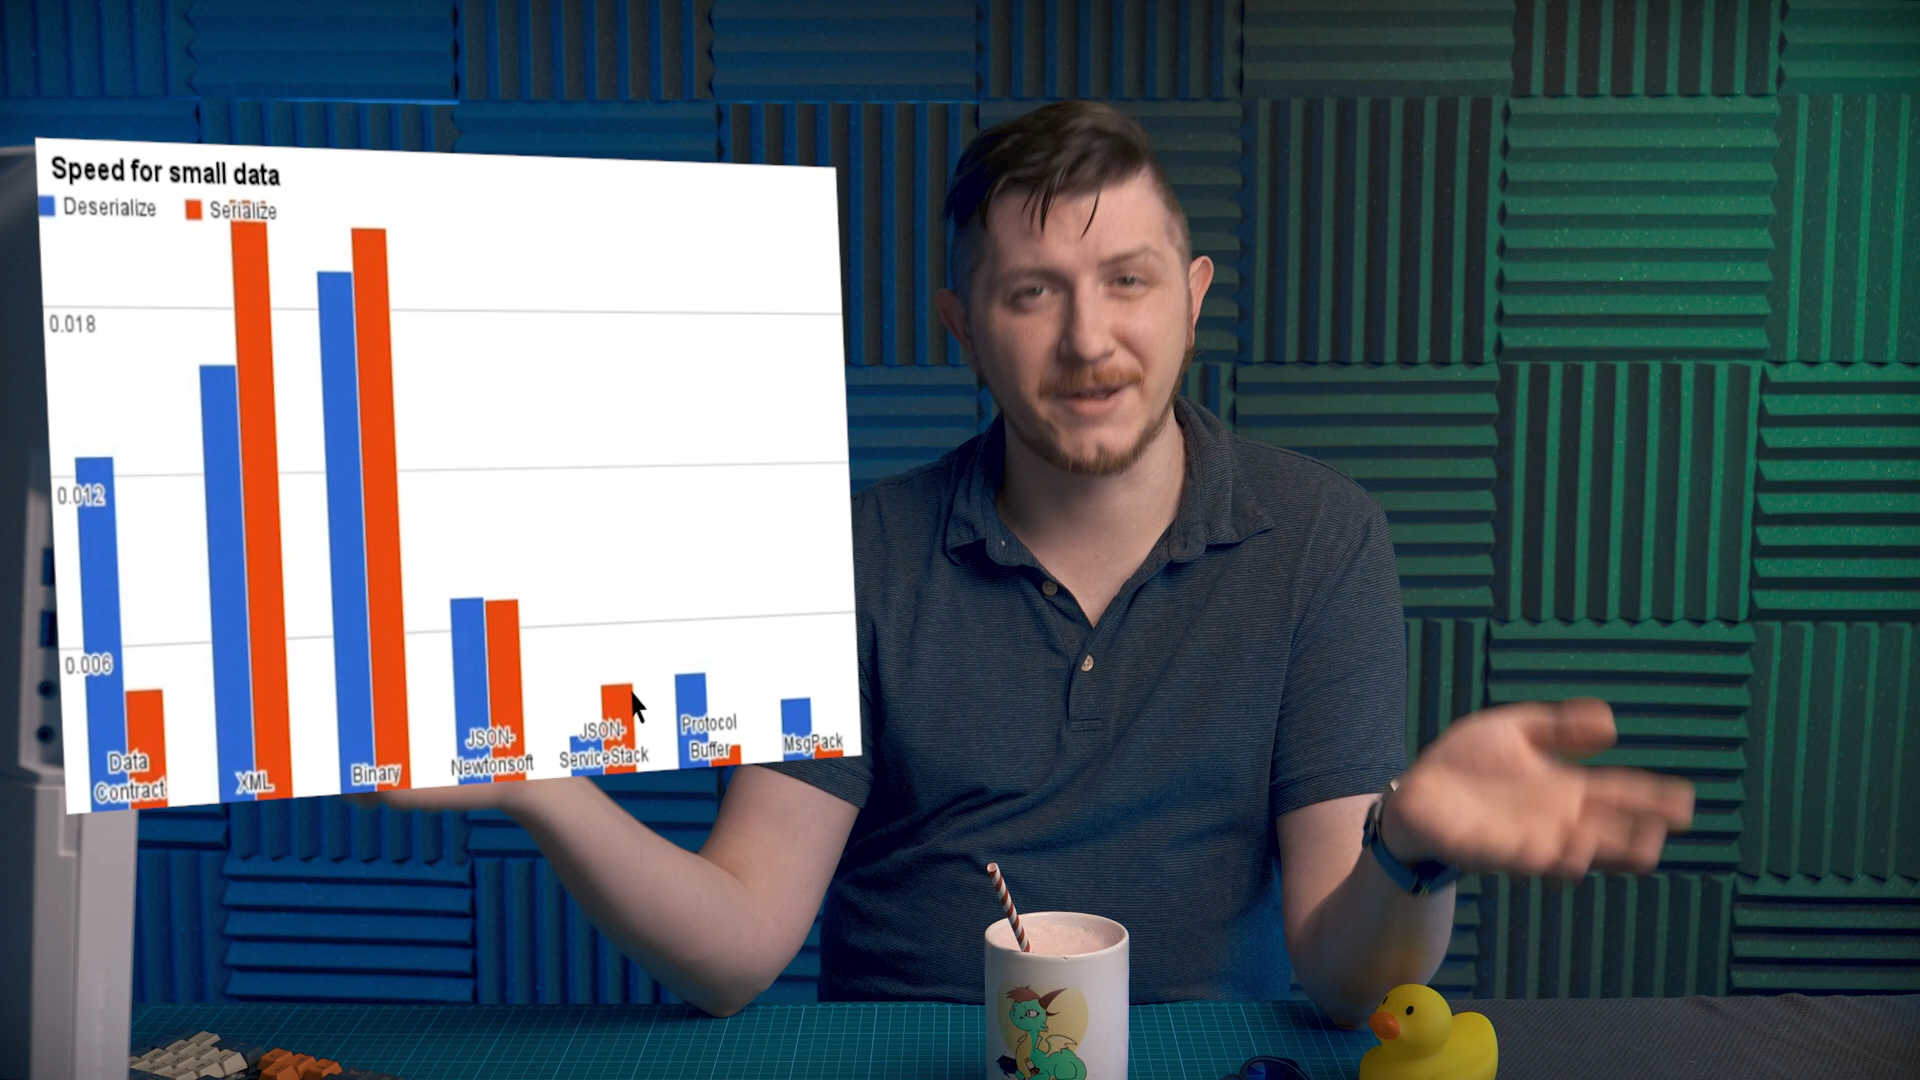 Speed for small data
Deserialize Serialize
0.018
0.012
0.006
Data
Contract
XML
Binary
JSON-
Newtonsoft
JSON-
ServiceStack
Protocol
Buffer
MsgPack